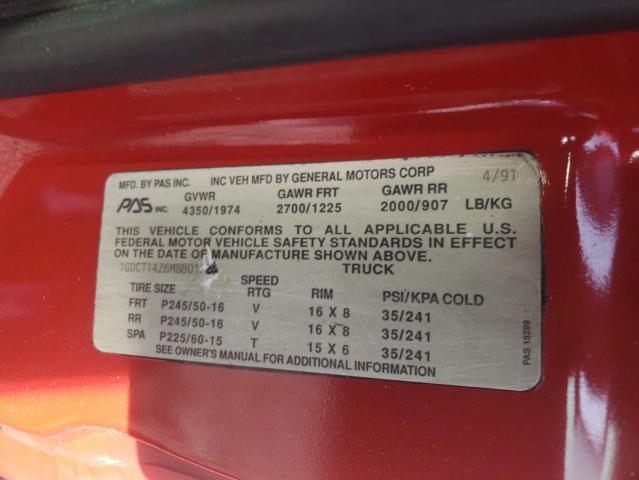 MFD. BY PAS INC. INC VEH MFD BY GENERAL MOTORS CORP 4/91
PAS INC. GVWR GAWR FRT GAWR RR
4350/1974 2700/1225 2000/907 LB/KG
THIS VEHICLE CONFORMS TO ALL APPLICABLE U.S.
FEDERAL MOTOR VEHICLE SAFETY STANDARDS IN EFFECT
ON THE DATE OF MANUFACTURE SHOWN ABOVE.
TRUCK
TIRE SIZE SPEED RTG RIM PSI/KPA COLD
FRT P245/50-16 V 16 X 8 35/241
RR P245/50-16 V 16 X 8 35/241
SPA P225/60-15 T 15 X 6 35/241
SEE OWNER'S MANUAL FOR ADDITIONAL INFORMATION
PAS 15299